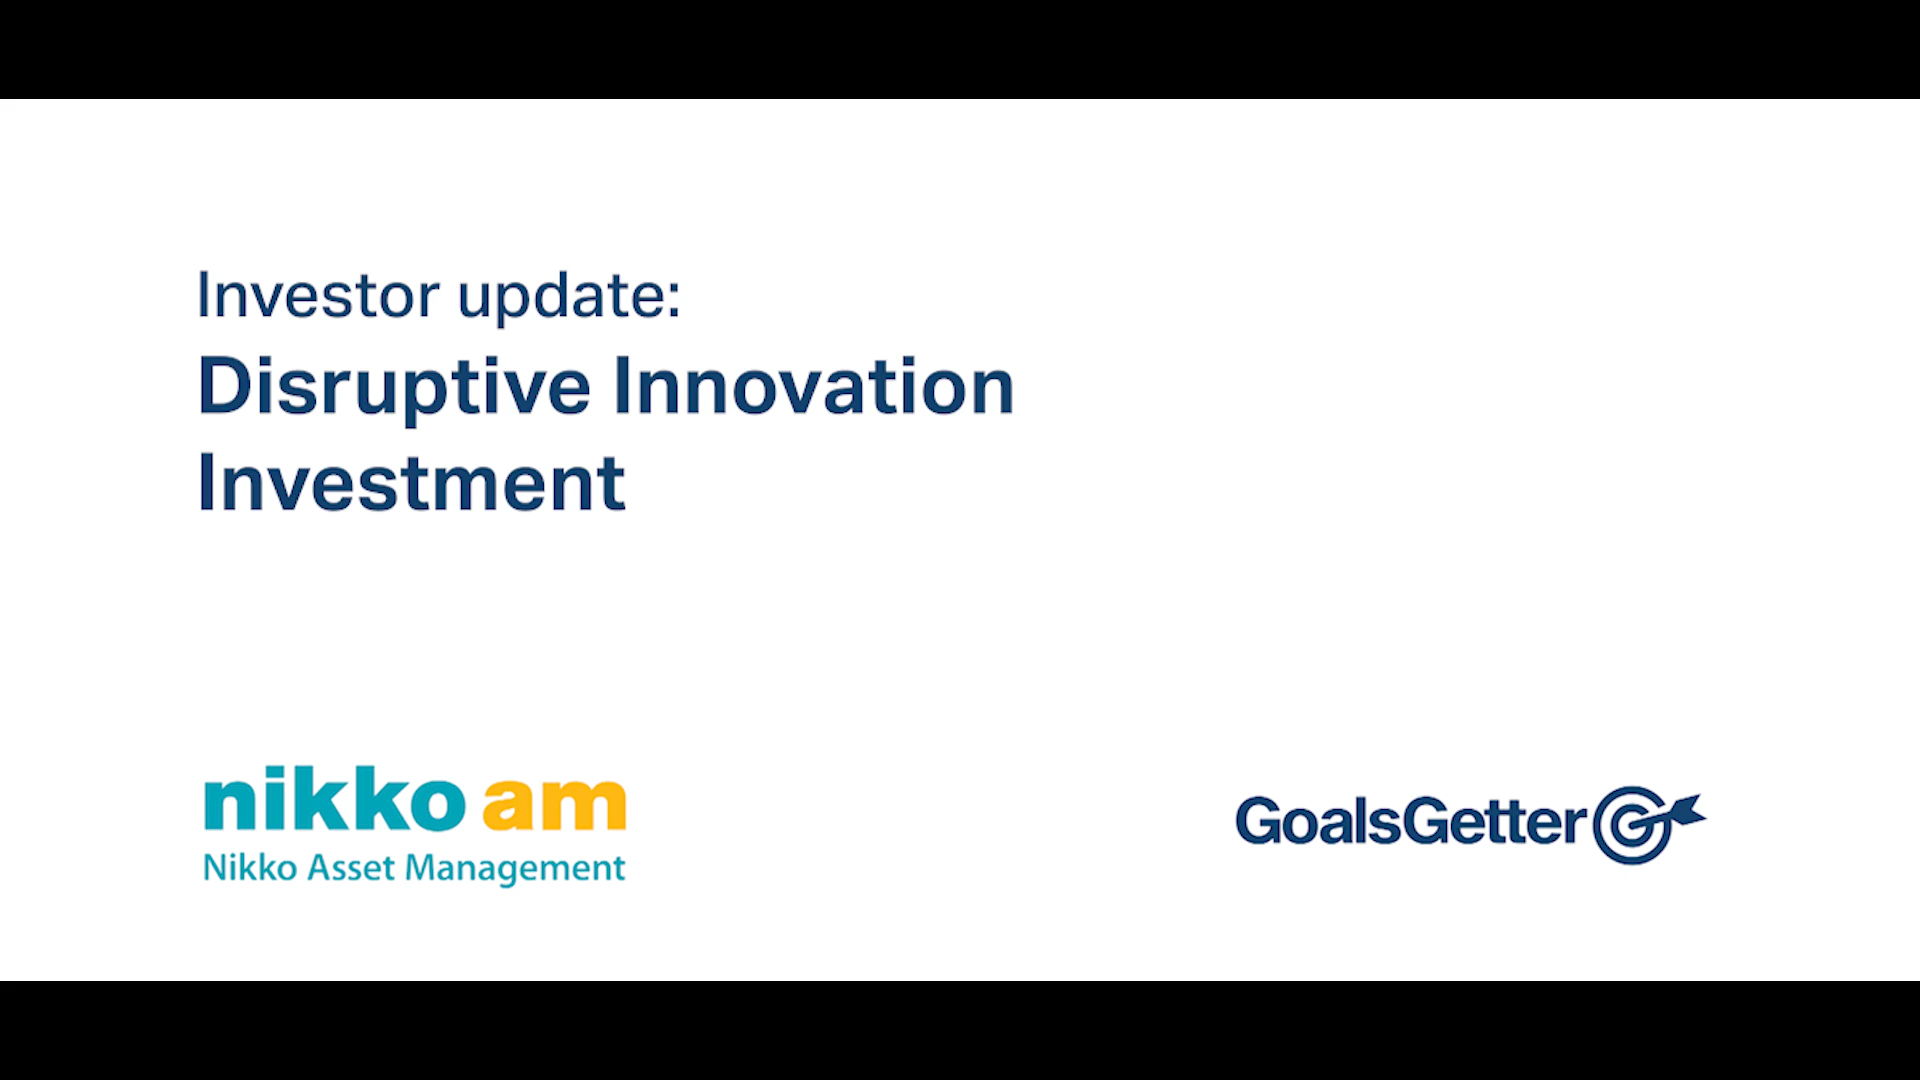 Investor update:
Disruptive Innovation
Investment
nikko am
Nikko Asset Management
GoalsGetter